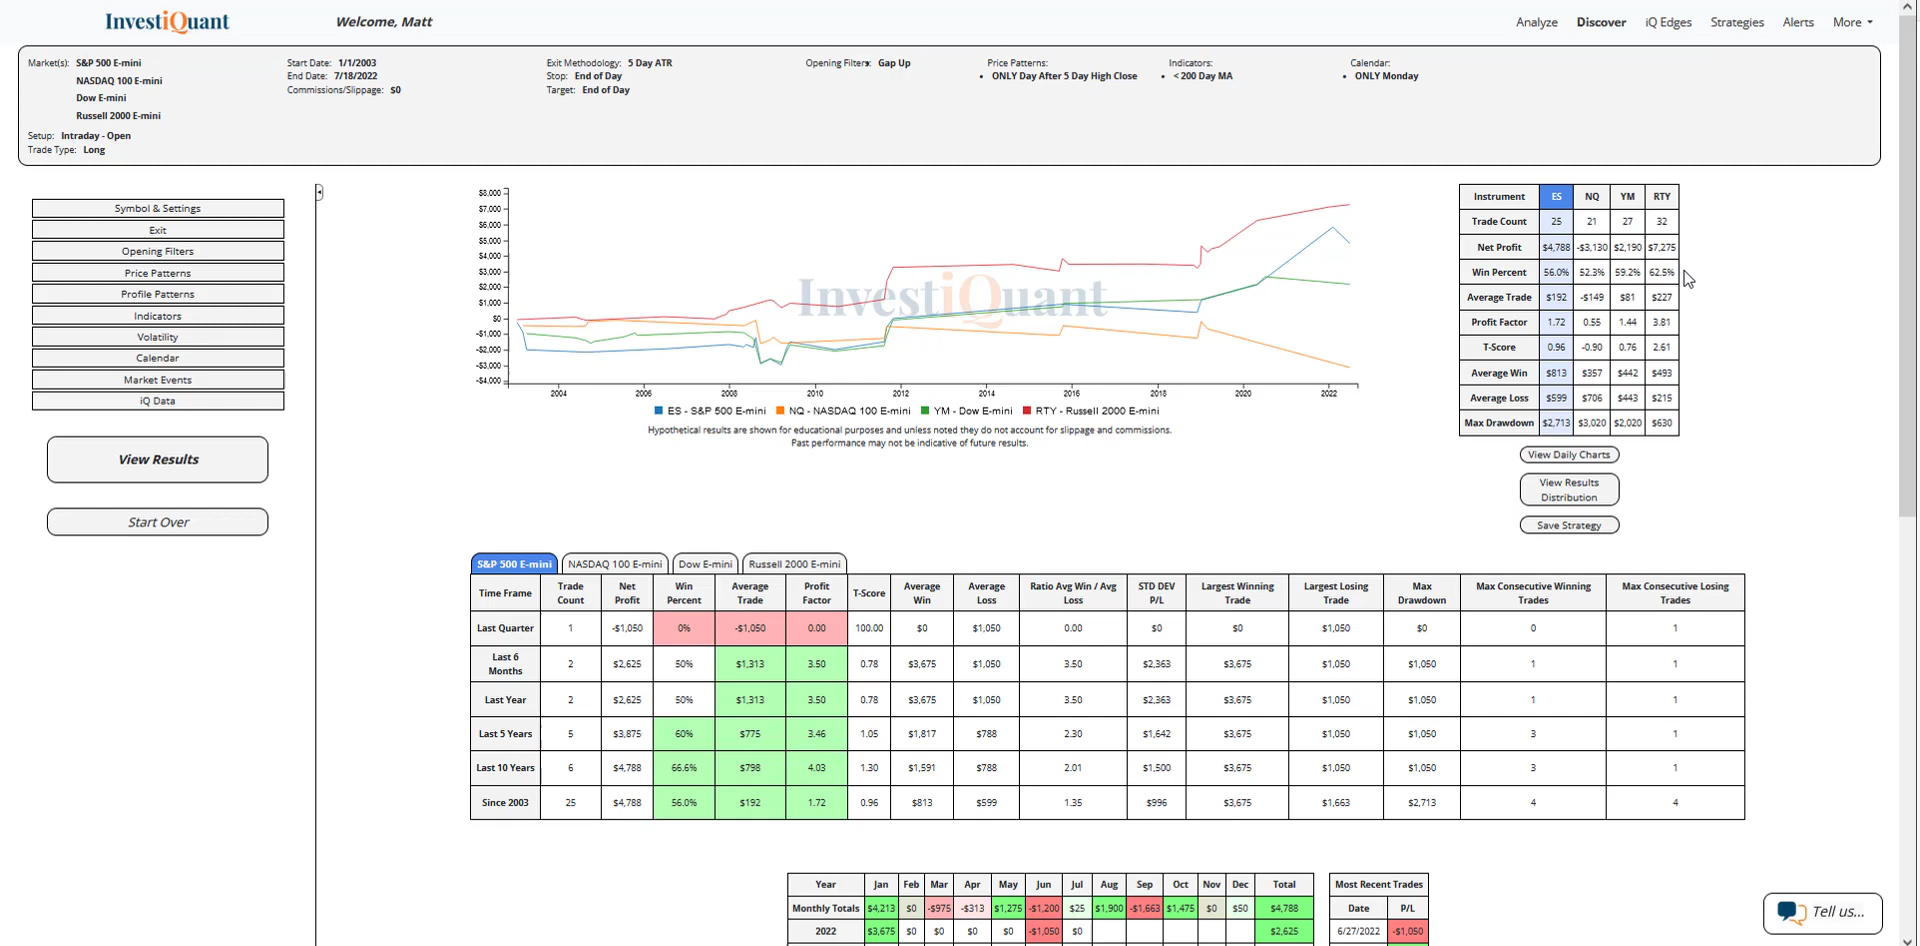 InvestiQuant
Welcome, Matt
Analyze
Discover
iQ Edges
Strategies
Alerts
More
Market(s): S&P 500 E-mini
NASDAQ 100 E-mini
Dow E-mini
Russell 2000 E-mini
Setup: Intraday - Open
Trade Type: Long
Start Date: 1/1/2003
End Date: 7/18/2022
Commissions/Slippage: $0
Exit Methodology: 5 Day ATR
Stop: End of Day
Target: End of Day
Opening Filters: Gap Up
Price Patterns:
• ONLY Day After 5 Day High Close
Indicators:
• < 200 Day MA
Calendar:
• ONLY Monday
Symbol & Settings
Exit
Opening Filters
Price Patterns
Profile Patterns
Indicators
Volatility
Calendar
Market Events
iQ Data
View Results
Start Over
$8,000
$7,000
$6,000
$5,000
$4,000
$3,000
$2,000
$1,000
$0
-$1,000
-$2,000
-$3,000
-$4,000
InvestiQuant
2004 2006 2008 2010 2012 2014 2016 2018 2020 2022
ES - S&P 500 E-mini NQ - NASDAQ 100 E-mini YM - Dow E-mini RTY - Russell 2000 E-mini
Hypothetical results are shown for educational purposes and unless noted they do not account for slippage and commissions.
Past performance may not be indicative of future results.
Instrument ES NQ YM RTY
Trade Count 25 21 27 32
Net Profit $4,788 -$3,130 $2,190 $7,275
Win Percent 56.0% 52.3% 59.2% 62.5%
Average Trade $192 -$149 $81 $227
Profit Factor 1.72 0.55 1.44 3.81
T-Score 0.96 -0.90 0.76 2.61
Average Win $813 $357 $442 $493
Average Loss $599 $706 $443 $215
Max Drawdown $2,713 $3,020 $2,020 $630
View Daily Charts
View Results
Distribution
Save Strategy
S&P 500 E-mini NASDAQ 100 E-mini Dow E-mini Russell 2000 E-mini
Time Frame Trade Count Net Profit Win Percent Average Trade Profit Factor T-Score Average Win Average Loss Ratio Avg Win / Avg Loss STD DEV P/L Largest Winning Trade Largest Losing Trade Max Drawdown Max Consecutive Winning Trades Max Consecutive Losing Trades
Last Quarter 1 -$1,050 0% -$1,050 0.00 100.00 $0 $1,050 0.00 $0 $0 $1,050 $0 0 1
Last 6 Months 2 $2,625 50% $1,313 3.50 0.78 $3,675 $1,050 3.50 $2,363 $3,675 $1,050 $1,050 1 1
Last Year 2 $2,625 50% $1,313 3.50 0.78 $3,675 $1,050 3.50 $2,363 $3,675 $1,050 $1,050 1 1
Last 5 Years 5 $3,875 60% $775 3.46 1.05 $1,817 $788 2.30 $1,642 $3,675 $1,050 $1,050 3 1
Last 10 Years 6 $4,788 66.6% $798 4.03 1.30 $1,591 $788 2.01 $1,500 $3,675 $1,050 $1,050 3 1
Since 2003 25 $4,788 56.0% $192 1.72 0.96 $813 $599 1.35 $996 $3,675 $1,663 $2,713 4 4
Year Jan Feb Mar Apr May Jun Jul Aug Sep Oct Nov Dec Total
Monthly Totals $4,213 $0 -$975 -$313 $1,275 -$1,200 $25 $1,900 -$1,663 $1,475 $0 $50 $4,788
2022 $3,675 $0 $0 $0 $0 -$1,050 $0 $2,625
Most Recent Trades
Date P/L
6/27/2022 -$1,050
Tell us...